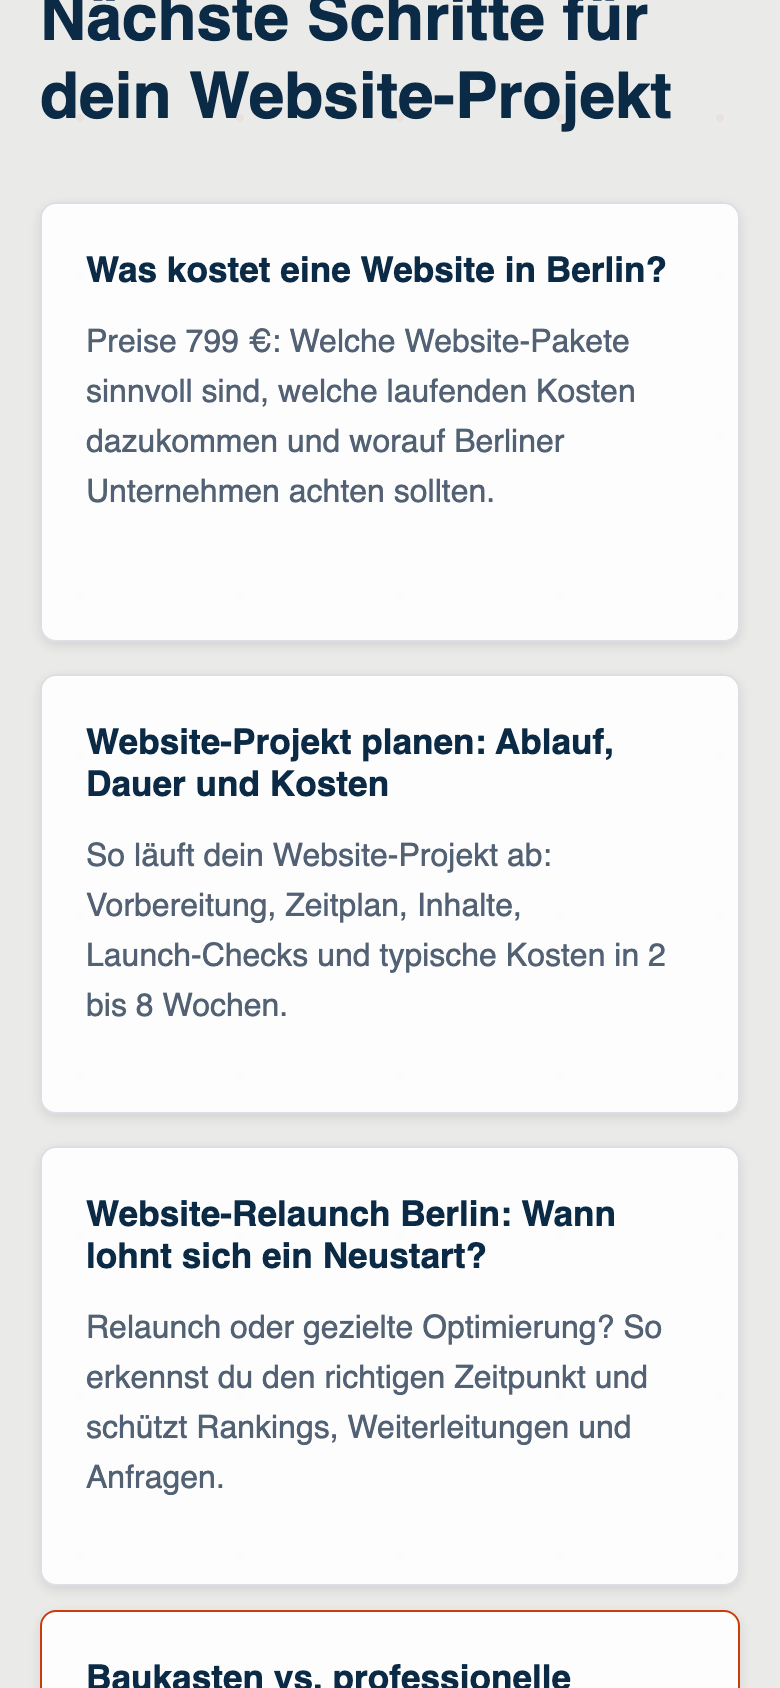 Nächste Schritte für
dein Website-Projekt
Was kostet eine Website in Berlin?
Preise 799 €: Welche Website-Pakete
sinnvoll sind, welche laufenden Kosten
dazukommen und worauf Berliner
Unternehmen achten sollten.
Website-Projekt planen: Ablauf,
Dauer und Kosten
So läuft dein Website-Projekt ab:
Vorbereitung, Zeitplan, Inhalte,
Launch-Checks und typische Kosten in 2
bis 8 Wochen.
Website-Relaunch Berlin: Wann
lohnt sich ein Neustart?
Relaunch oder gezielte Optimierung? So
erkennst du den richtigen Zeitpunkt und
schützt Rankings, Weiterleitungen und
Anfragen.
Baukasten vs. professionelle